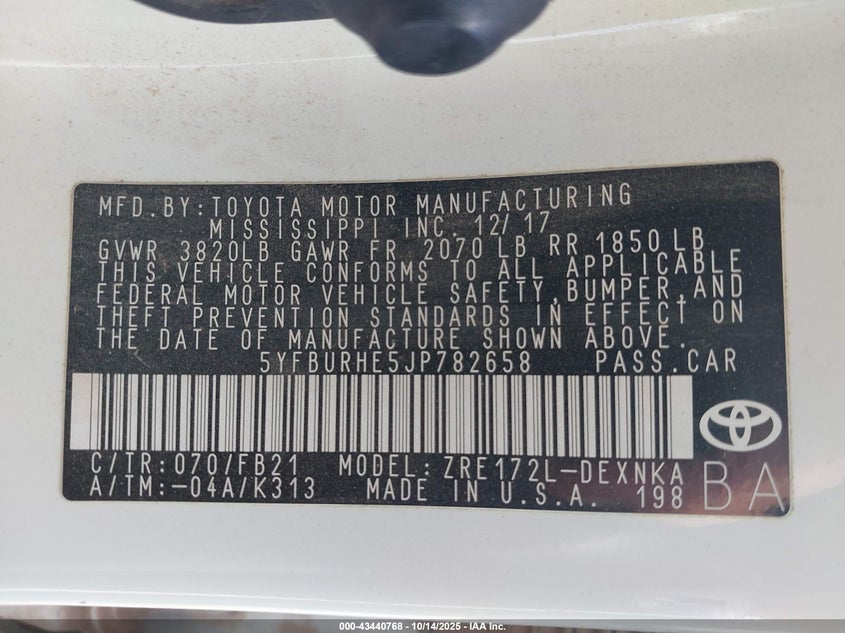 MFD.BY:TOYOTA MOTOR MANUFACTURING
MISSISSIPPI INC. 12/17
GVWR 3820LB GAWR FR 2070 LB RR 1850 LB
THIS VEHICLE CONFORMS TO ALL APPLICABLE
FEDERAL MOTOR VEHICLE SAFETY,BUMPER,AND
THEFT PREVENTION STANDARDS IN EFFECT ON
THE DATE OF MANUFACTURE SHOWN ABOVE.
5YFBURHE5JP782658 PASS.CAR
C/TR:070/FB21 MODEL: ZRE172L-DEXNKA
A/TM:-04A/K313 MADE IN U.S.A. 198
BA
000-43440768 - 10/14/2025 - IAA Inc.